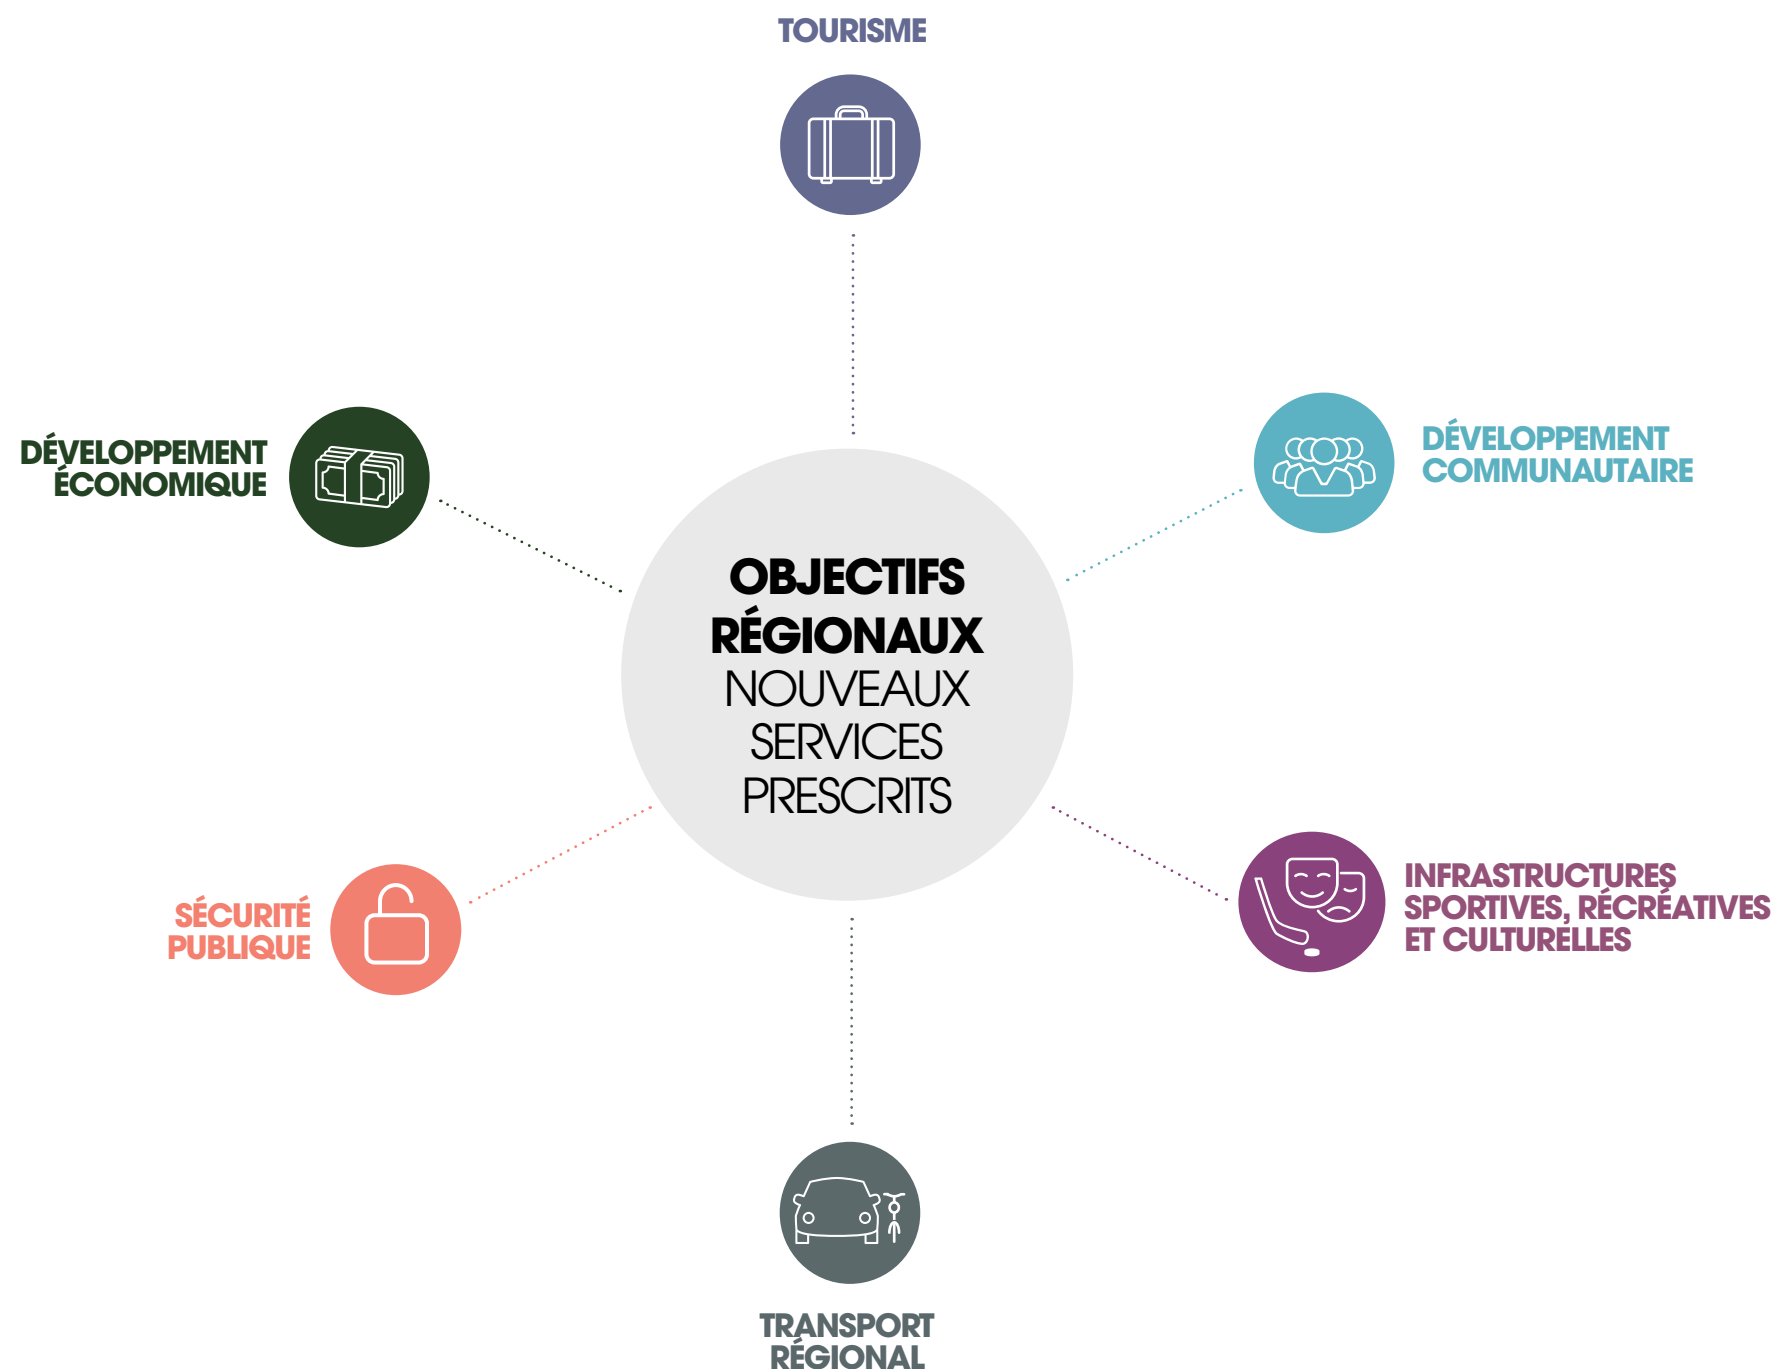 TOURISME
DÉVELOPPEMENT
ÉCONOMIQUE
DÉVELOPPEMENT
COMMUNAUTAIRE
OBJECTIFS
RÉGIONAUX
NOUVEAUX
SERVICES
PRESCRITS
SÉCURITÉ
PUBLIQUE
INFRASTRUCTURES
SPORTIVES, RÉCRÉATIVES
ET CULTURELLES
TRANSPORT
RÉGIONAL